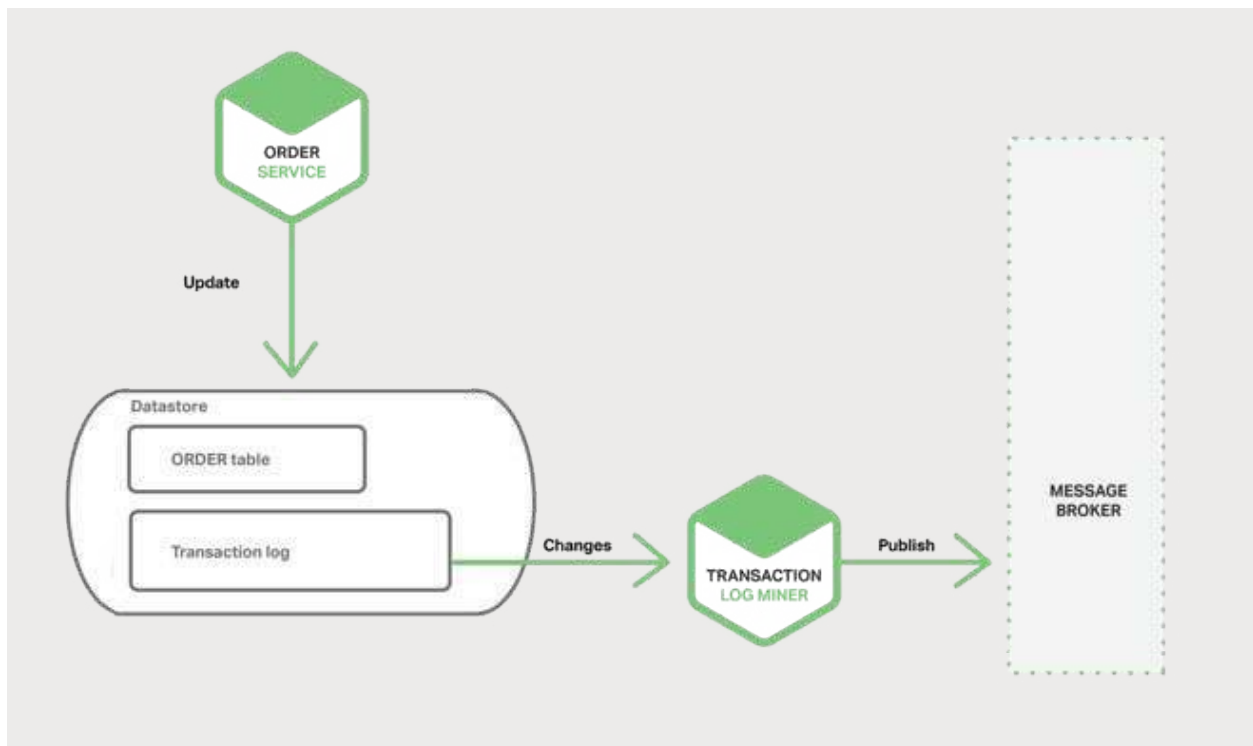 ORDER
SERVICE
Update
Datastore
ORDER table
Transaction log
Changes
TRANSACTION
LOG MINER
Publish
MESSAGE
BROKER